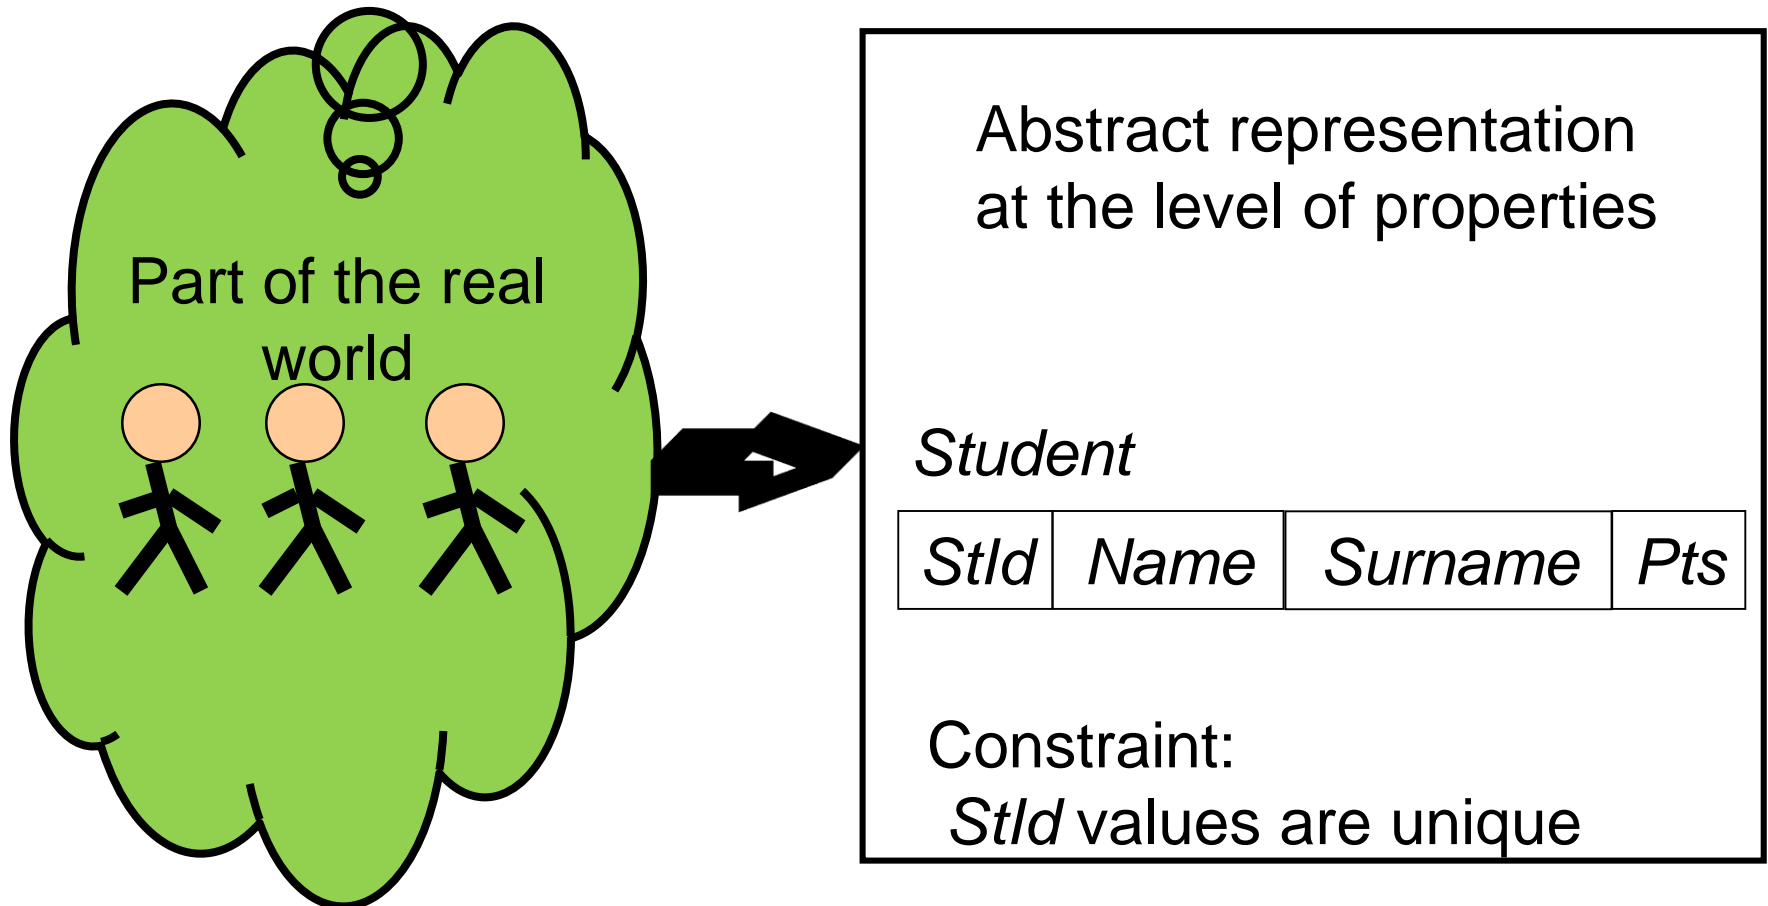 Part of the real
world
Abstract representation
at the level of properties
Student
StId Name Surname Pts
Constraint:
StId values are unique